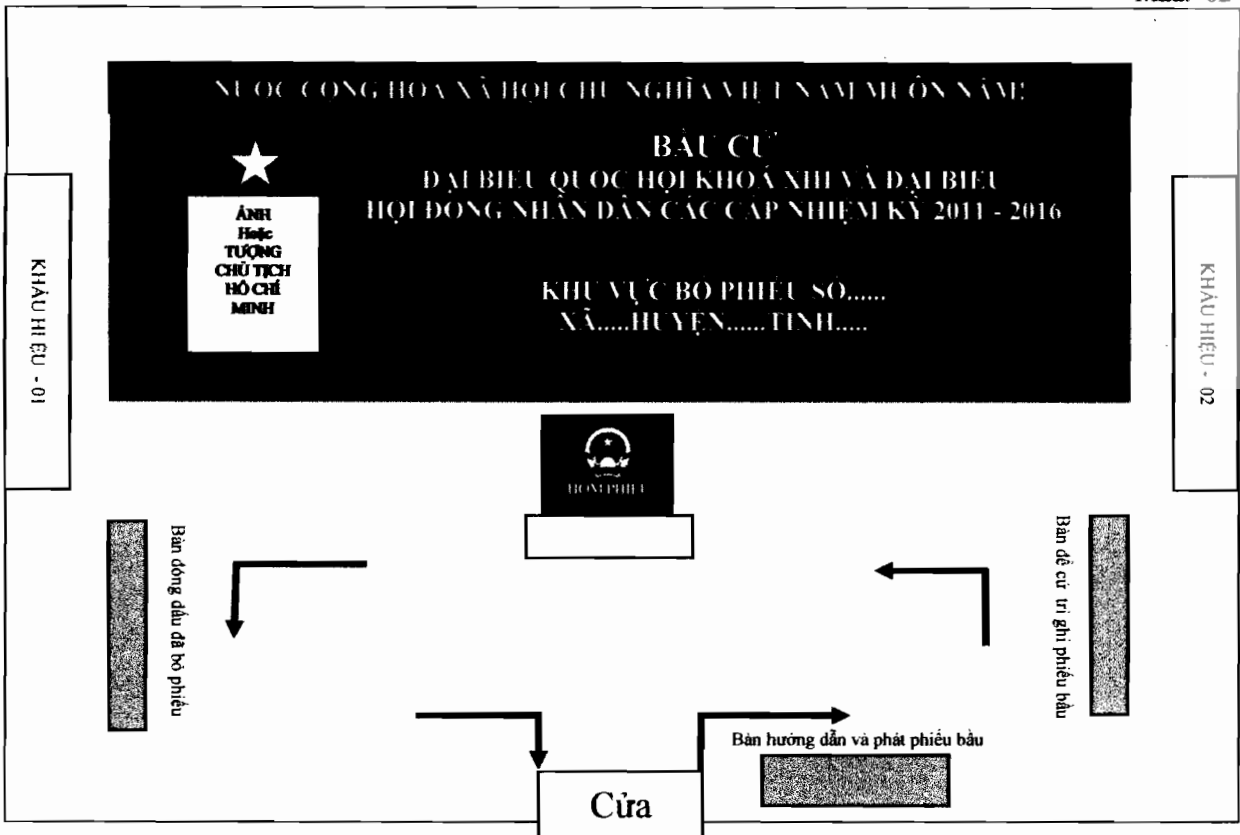 NƯỚC CỘNG HOÀ XÃ HỘI CHỦ NGHĨA VIỆT NAM MUÔN NĂM!
BẦU CỬ
ĐẠI BIỂU QUỐC HỘI KHOÁ XIII VÀ ĐẠI BIỂU
HỘI ĐỒNG NHÂN DÂN CÁC CẤP NHIỆM KỲ 2011 - 2016
ẢNH
Hoặc
TƯỢNG
CHỦ TỊCH
HỒ CHÍ
MINH
KHU VỰC BỎ PHIẾU SỐ......
XÃ.....HUYỆN......TỈNH.....
KHẨU HIỆU - 01
KHẨU HIỆU - 02
HÒM PHIẾU
Bàn đóng dấu đã bỏ phiếu
Bàn để cử tri ghi phiếu bầu
Bàn hướng dẫn và phát phiếu bầu
Cửa